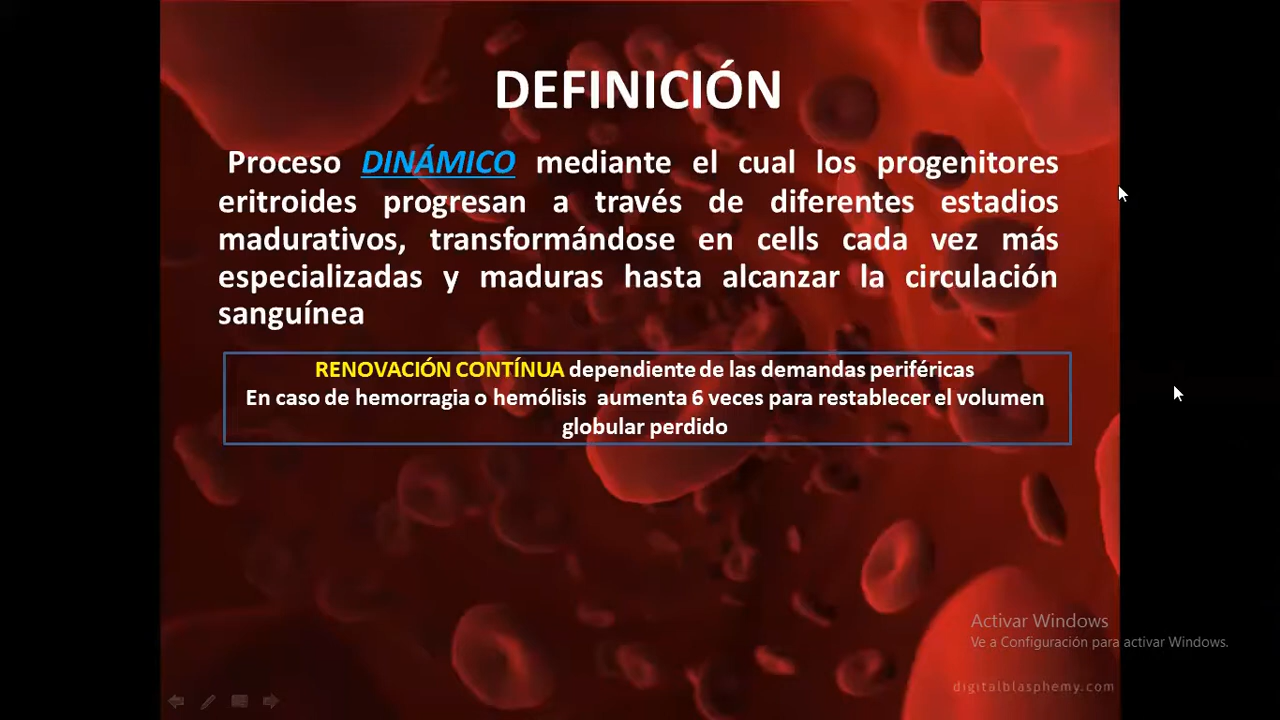 DEFINICIÓN
Proceso DINÁMICO mediante el cual los progenitores
eritroides progresan a través de diferentes estadios
madurativos, transformándose en cells cada vez más
especializadas y maduras hasta alcanzar la circulación
sanguínea
RENOVACIÓN CONTÍNUA dependiente de las demandas periféricas
En caso de hemorragia o hemólisis aumenta 6 veces para restablecer el volumen
globular perdido
Activar Windows
Ve a Configuración para activar Windows.
digitalblasphemy.com